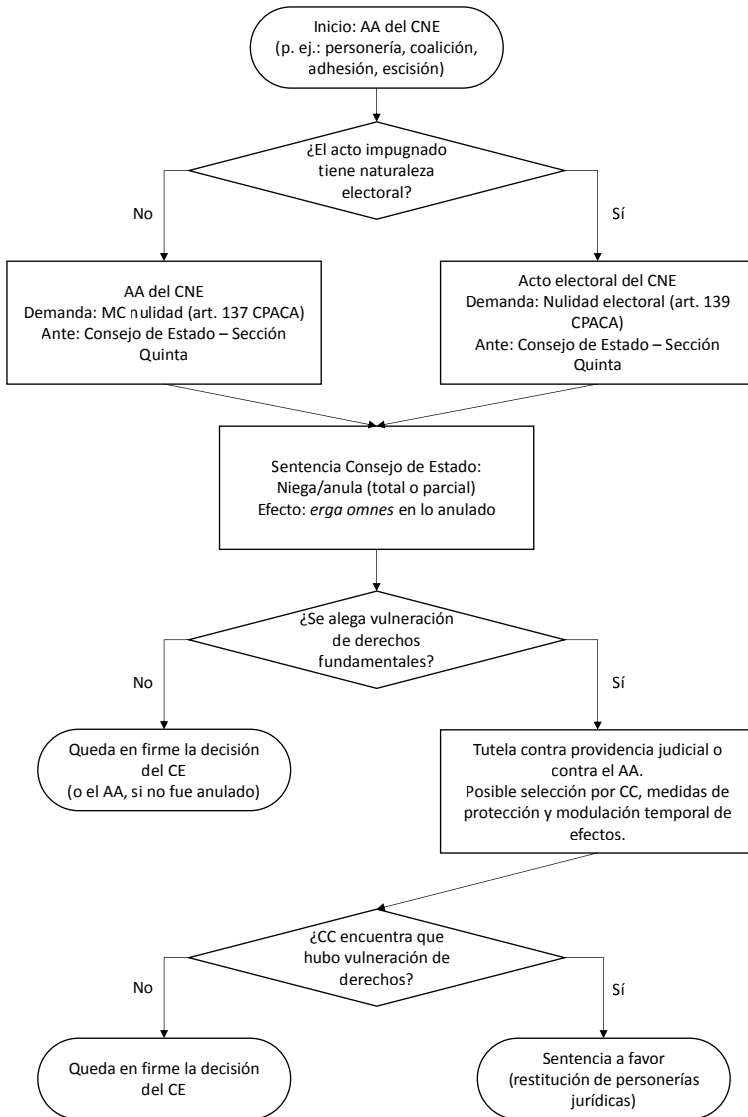 Inicio: AA del CNE
(p. ej.: personería, coalición,
adhesión, escisión)
¿El acto impugnado
tiene naturaleza
electoral?
No
Sí
AA del CNE
Demanda: MC nulidad (art. 137 CPACA)
Ante: Consejo de Estado – Sección
Quinta
Acto electoral del CNE
Demanda: Nulidad electoral (art. 139
CPACA)
Ante: Consejo de Estado – Sección
Quinta
Sentencia Consejo de Estado:
Niega/anula (total o parcial)
Efecto: erga omnes en lo anulado
¿Se alega vulneración
de derechos
fundamentales?
No
Sí
Queda en firme la decisión
del CE
(o el AA, si no fue anulado)
Tutela contra providencia judicial o
contra el AA.
Posible selección por CC, medidas de
protección y modulación temporal de
efectos.
¿CC encuentra que
hubo vulneración de
derechos?
No
Sí
Queda en firme la decisión
del CE
Sentencia a favor
(restitución de personerías
jurídicas)